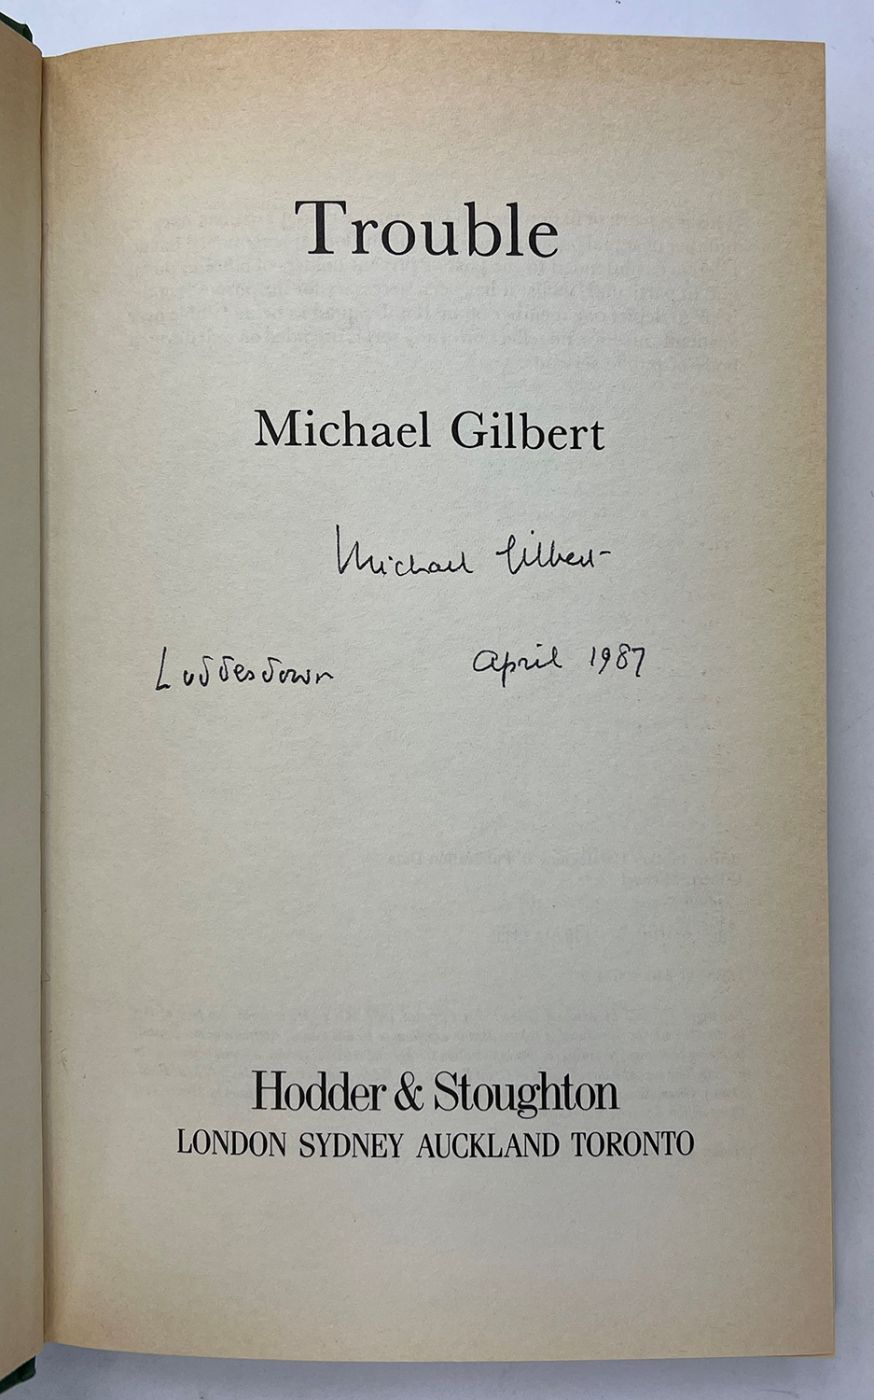 Trouble
Michael Gilbert
Michael Gilbert
Luddesdown April 1987
Hodder & Stoughton
LONDON SYDNEY AUCKLAND TORONTO